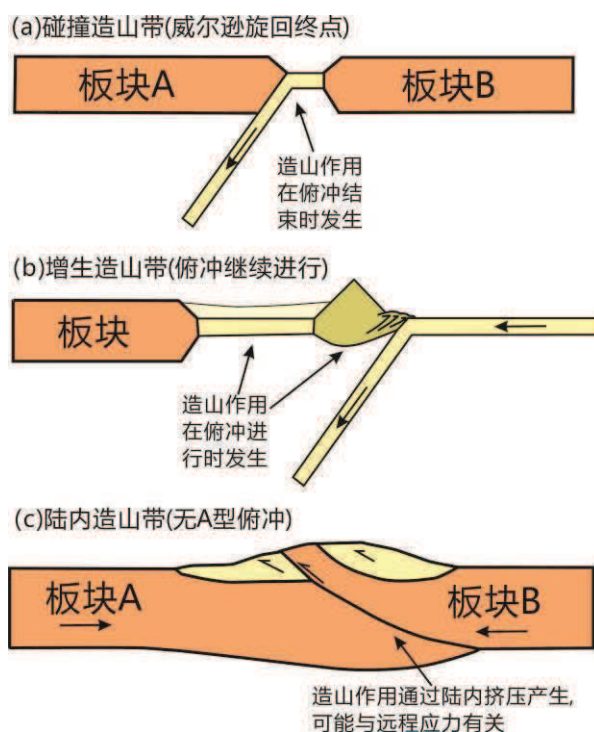 (a)碰撞造山带(威尔逊旋回终点)
板块A
板块B
造山作用
在俯冲结
束时发生
(b)增生造山带(俯冲继续进行)
板块
造山作用
在俯冲进
行时发生
(c)陆内造山带(无A型俯冲)
板块A
板块B
造山作用通过陆内挤压产生,
可能与远程应力有关